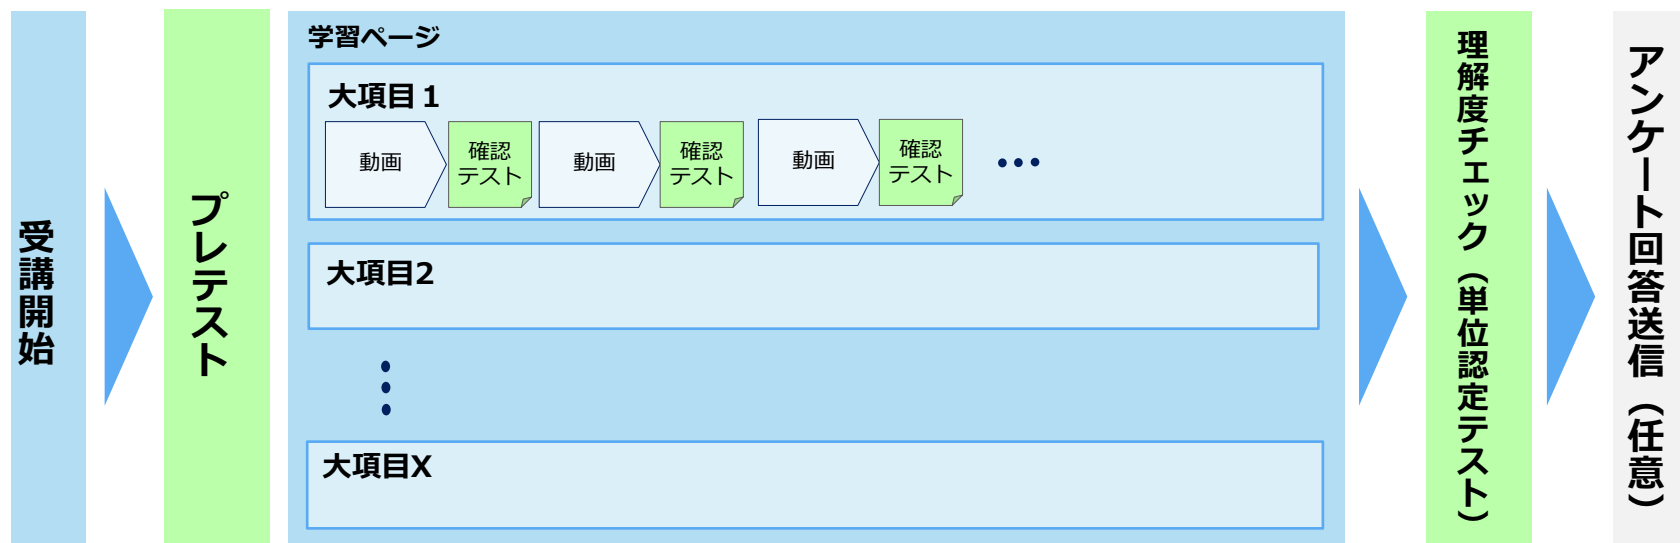 受講開始
プレテスト
学習ページ
大項目1
動画
確認
テスト
動画
確認
テスト
動画
確認
テスト
大項目2
大項目X
理解度チェック（単位認定テスト）
アンケート回答送信（任意）